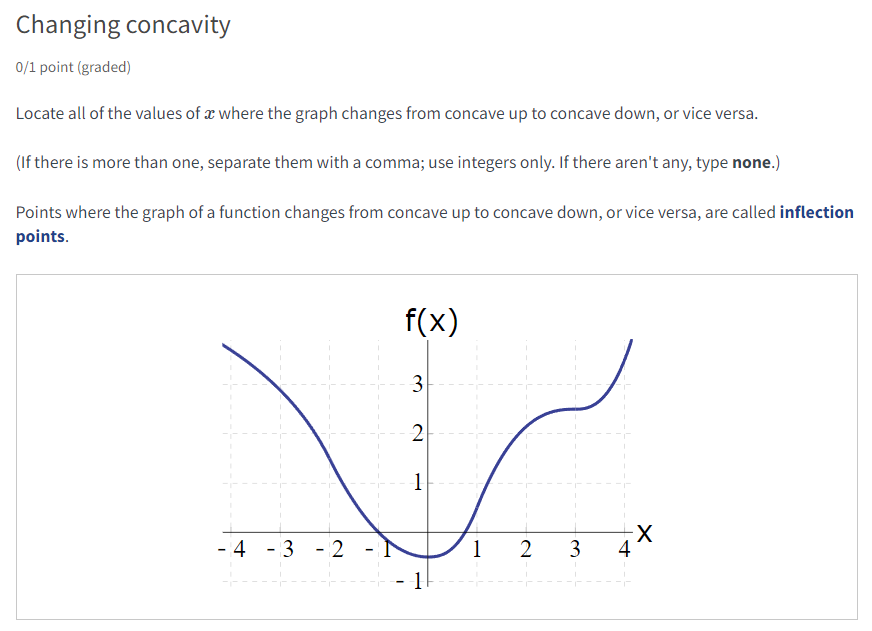 Changing concavity
0/1 point (graded)
Locate all of the values of x where the graph changes from concave up to concave down, or vice versa.
(If there is more than one, separate them with a comma; use integers only. If there aren't any, type none.)
Points where the graph of a function changes from concave up to concave down, or vice versa, are called inflection
points.
f(x)
3
2
1
x
-4 -3 -2 -1 1 2 3 4
-1